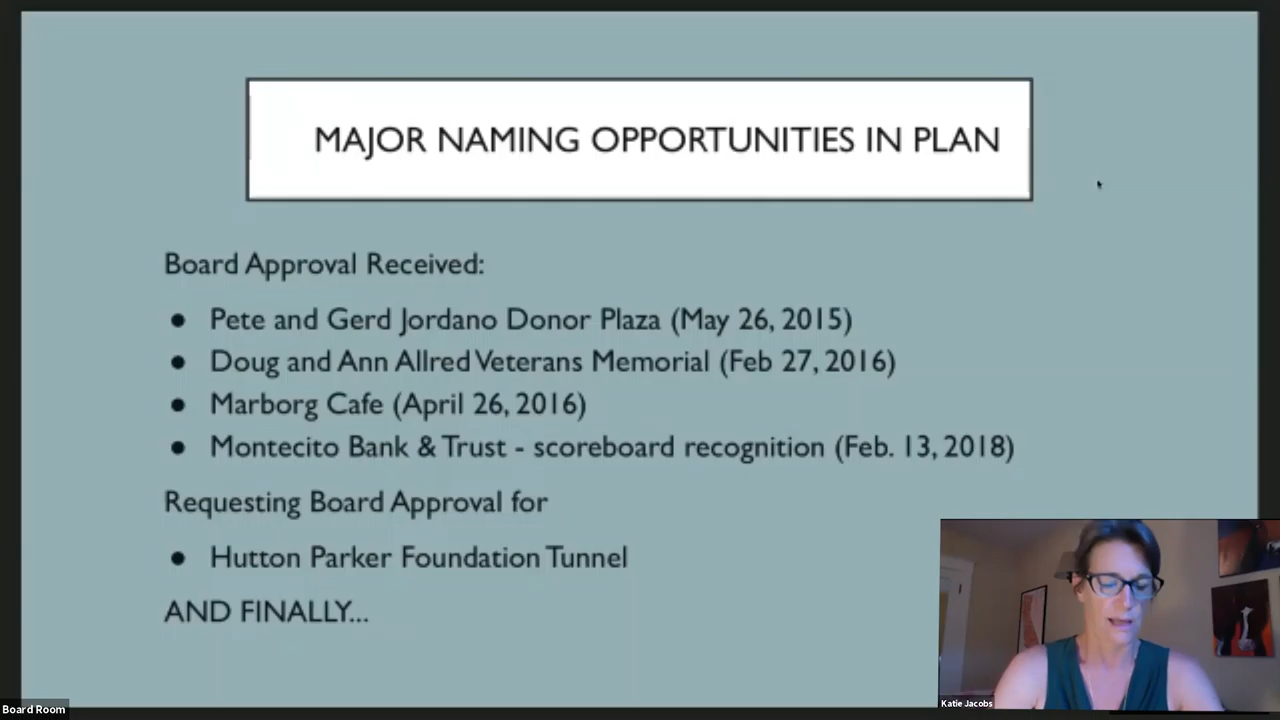 MAJOR NAMING OPPORTUNITIES IN PLAN
Board Approval Received:
● Pete and Gerd Jordano Donor Plaza (May 26, 2015)
● Doug and Ann Allred Veterans Memorial (Feb 27, 2016)
● Marborg Cafe (April 26, 2016)
● Montecito Bank & Trust - scoreboard recognition (Feb. 13, 2018)
Requesting Board Approval for
● Hutton Parker Foundation Tunnel
AND FINALLY...
Katie Jacobs
Board Room